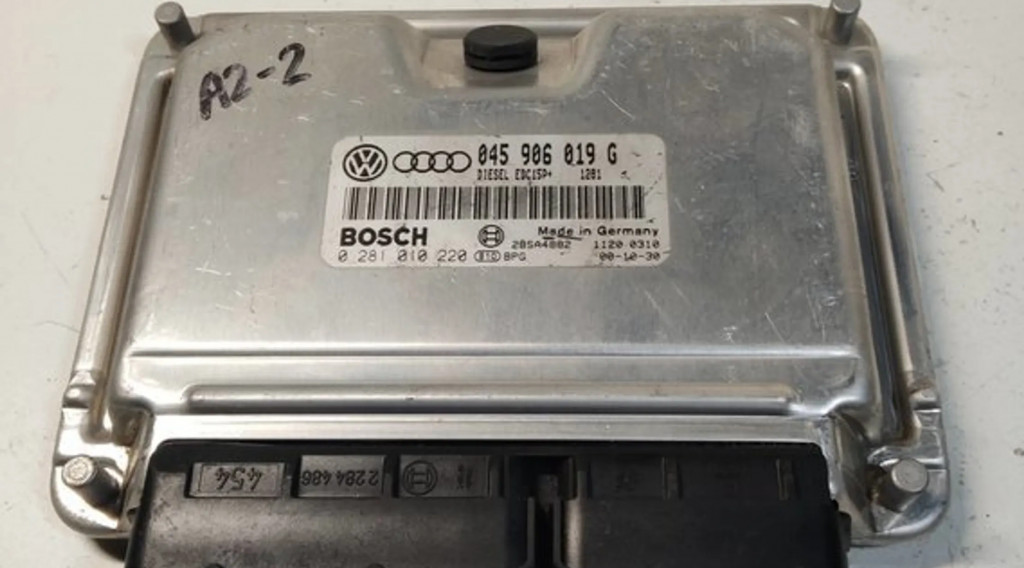 A2-2
045 906 019 G
DIESEL EDC15P+ 1281
BOSCH
Made in Germany
28SA4882 1120 0310
0 281 010 220 BPG 00-10-30
454
2 284 486